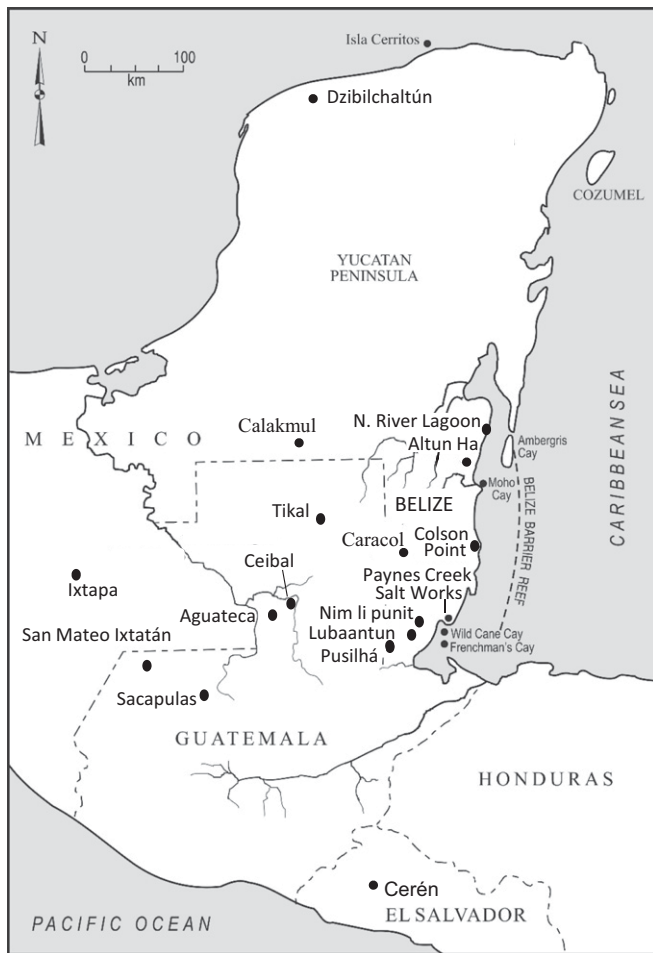 N
0 100
km
Isla Cerritos
Dzibilchaltún
COZUMEL
YUCATAN
PENINSULA
MEXICO
Calakmul
N. River Lagoon
Altun Ha
Ambergris
Cay
Moho
Cay
BELIZE
BELIZE BARRIER REEF
CARIBBEAN SEA
Tikal
Caracol
Colson
Point
Ceibal
Ixtapa
Paynes Creek
Salt Works
Aguateca
Nim li punit
Lubaantun
Pusilhá
Wild Cane Cay
Frenchman's Cay
San Mateo Ixtatán
Sacapulas
GUATEMALA
HONDURAS
Cerén
EL SALVADOR
PACIFIC OCEAN